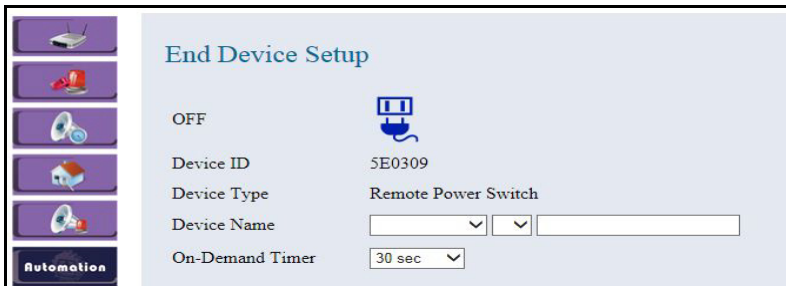 End Device Setup
OFF
Device ID 5E0309
Device Type Remote Power Switch
Device Name
On-Demand Timer 30 sec
Automation